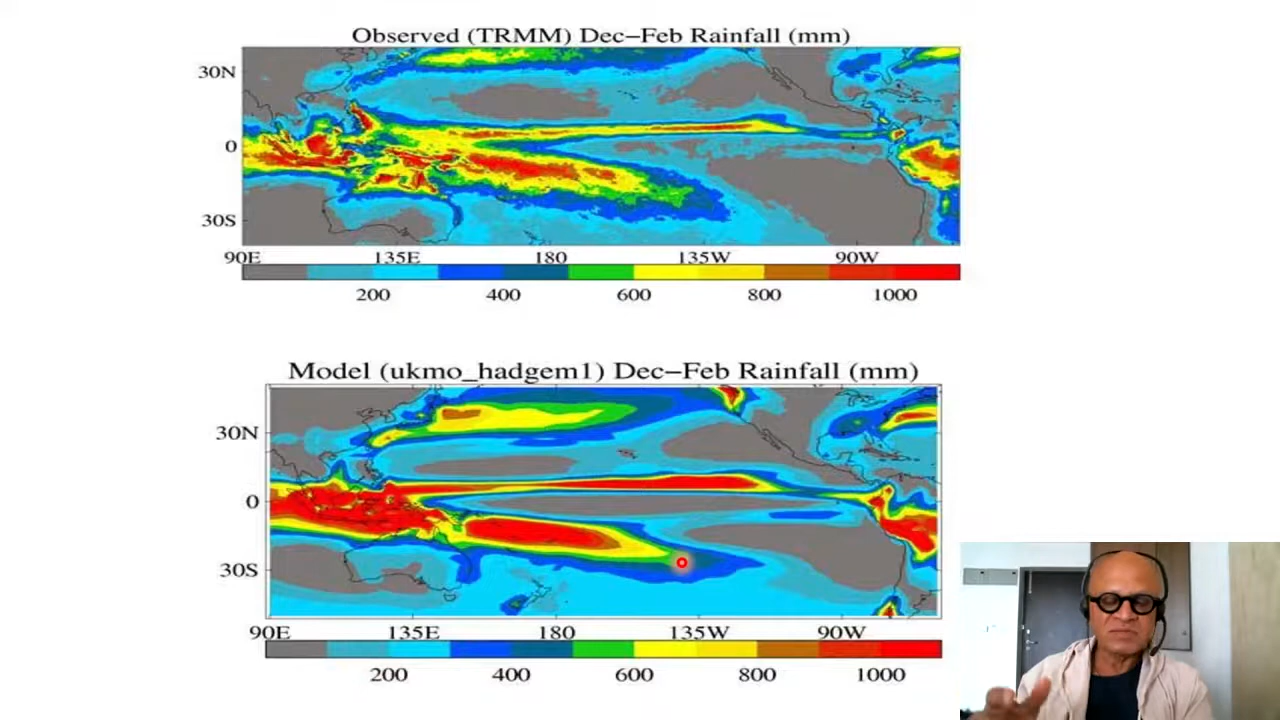 Observed (TRMM) Dec-Feb Rainfall (mm)
30N
0
30S
90E 135E 180 135W 90W
200 400 600 800 1000
Model (ukmo_hadgem1) Dec-Feb Rainfall (mm)
30N
0
30S
90E 135E 180 135W 90W
200 400 600 800 1000